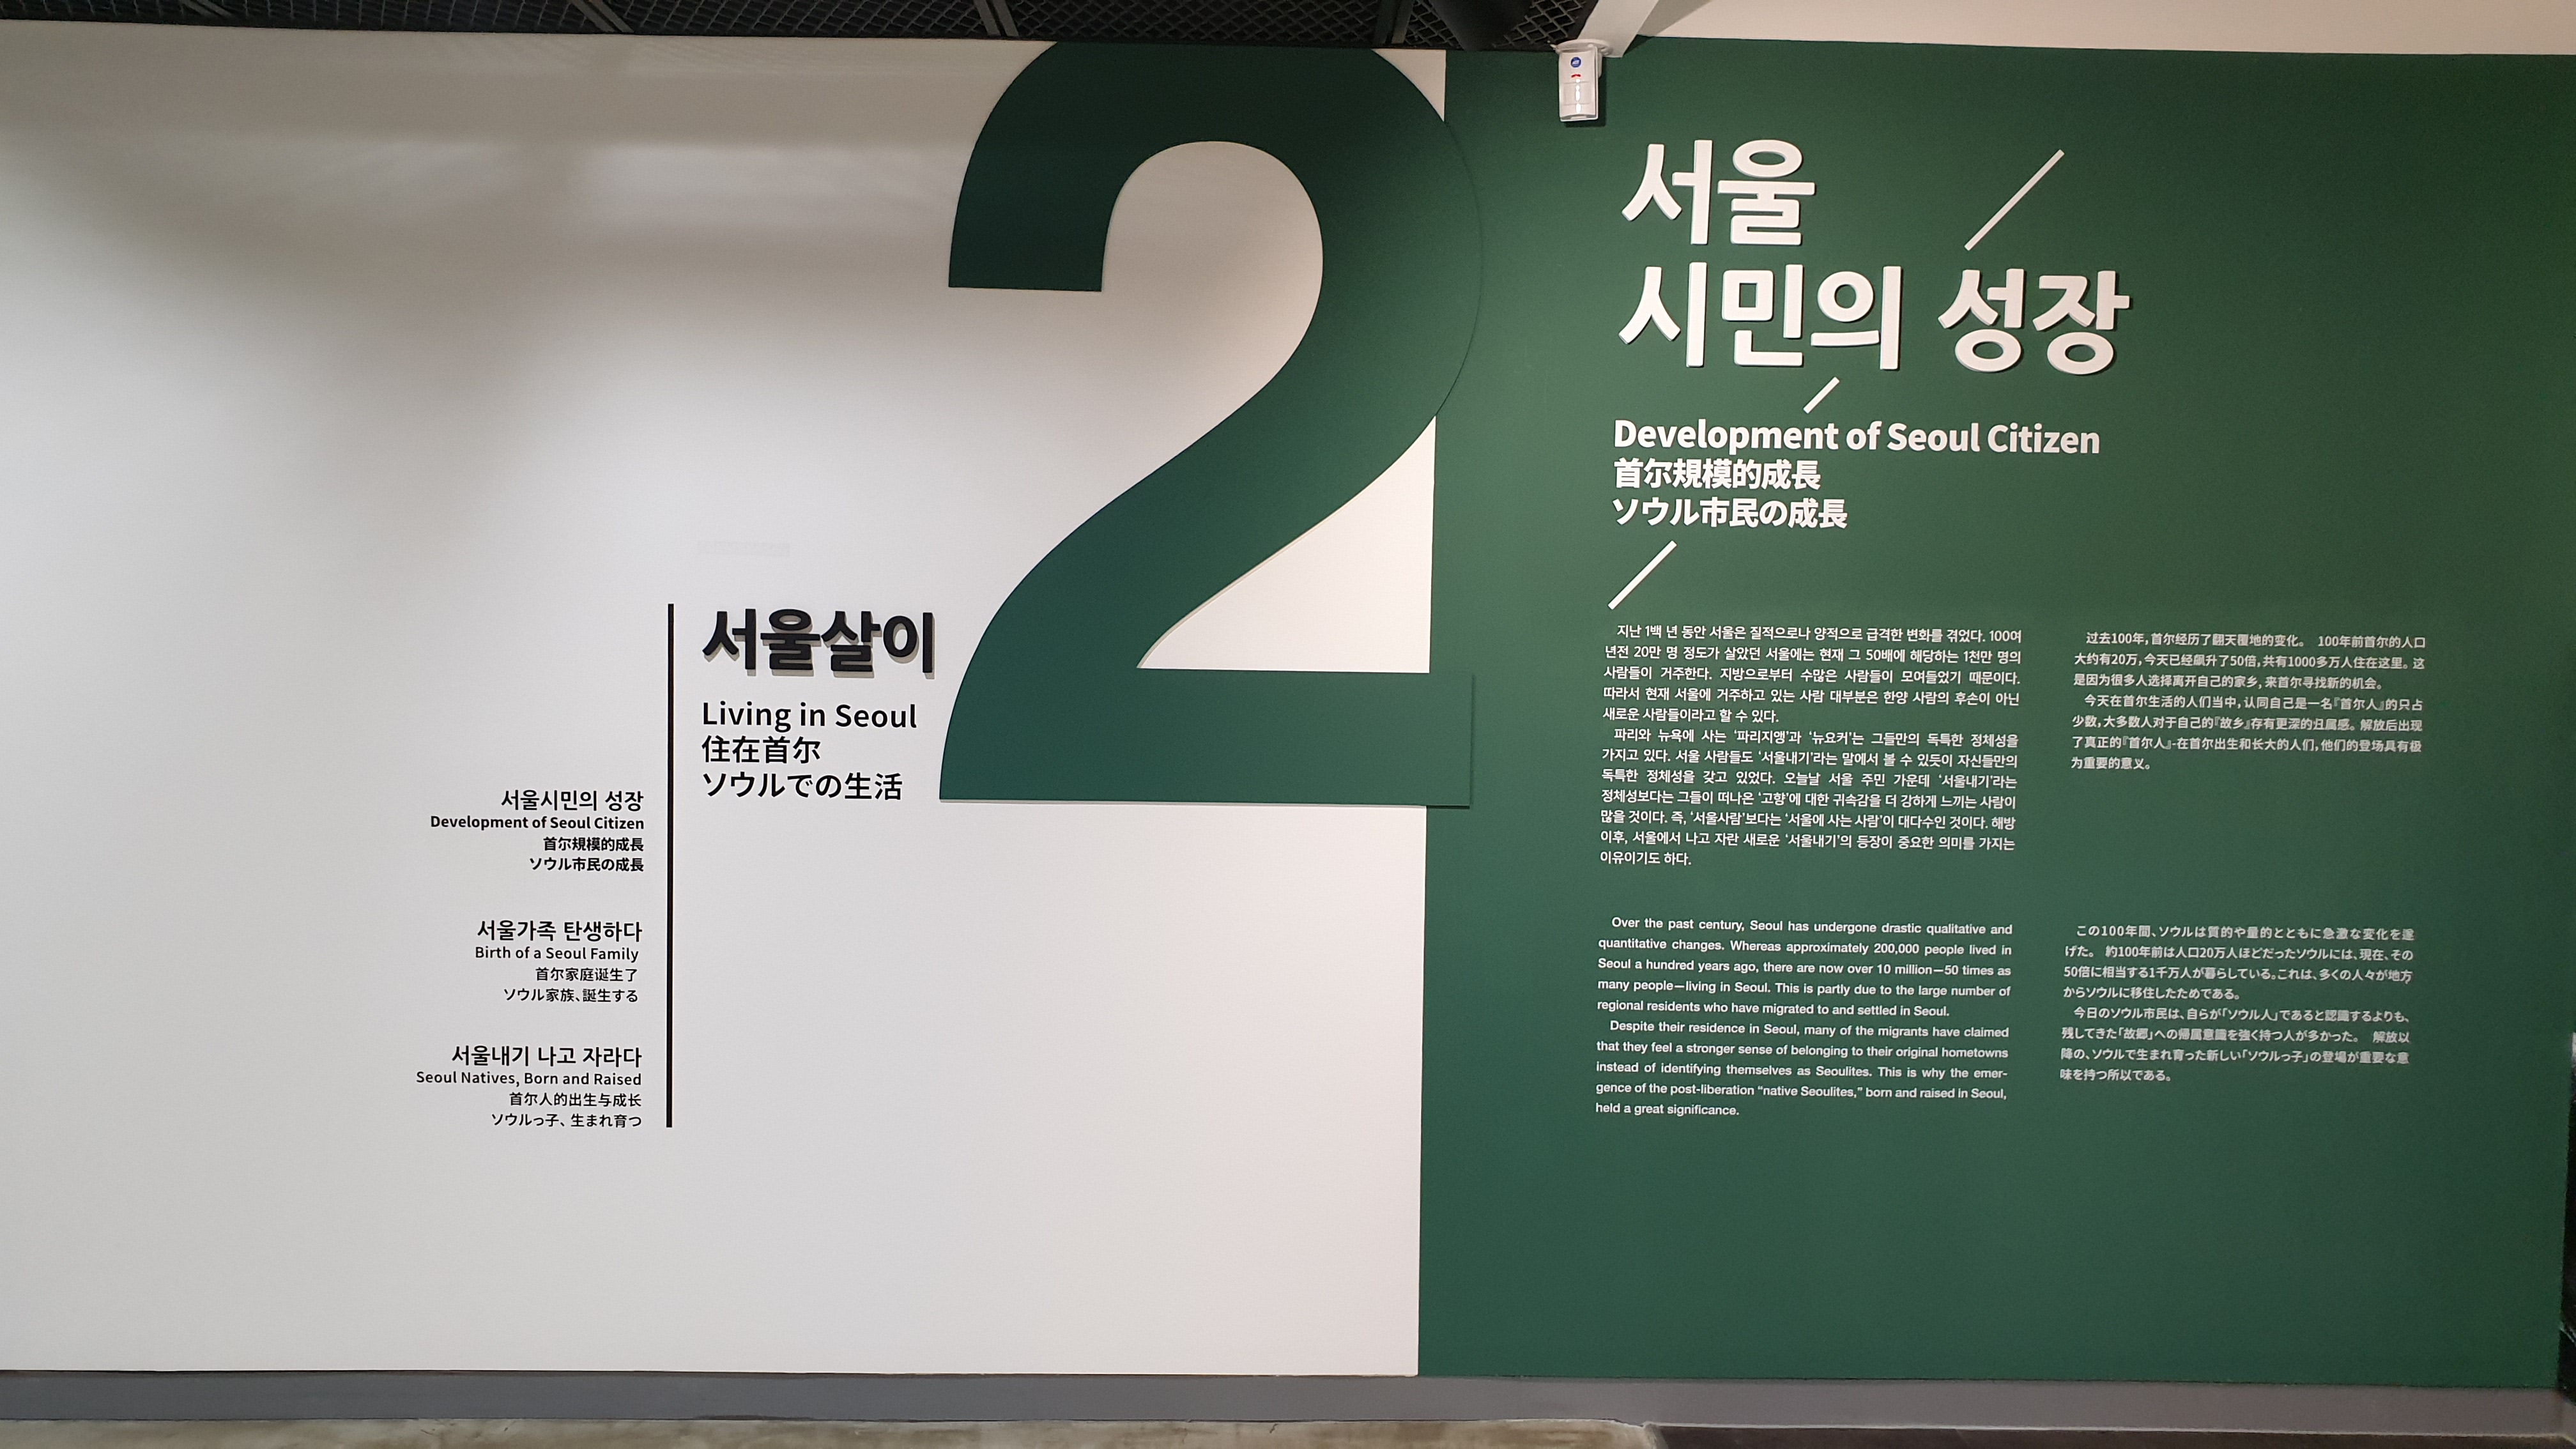 2
서울살이
Living in Seoul
住在首尔
ソウルでの生活
서울시민의 성장
Development of Seoul Citizen
首尔規模的成長
ソウル市民の成長
서울가족 탄생하다
Birth of a Seoul Family
首尔家庭诞生了
ソウル家族、誕生する
서울내기 나고 자라다
Seoul Natives, Born and Raised
首尔人的出生与成长
ソウルっ子、生まれ育つ
서울
시민의 성장
Development of Seoul Citizen
首尔規模的成長
ソウル市民の成長
지난 1백 년 동안 서울은 질적으로나 양적으로 급격한 변화를 겪었다. 100여
년전 20만 명 정도가 살았던 서울에는 현재 그 50배에 해당하는 1천만 명의
사람들이 거주한다. 지방으로부터 수많은 사람들이 모여들었기 때문이다.
따라서 현재 서울에 거주하고 있는 사람 대부분은 한양 사람의 후손이 아닌
새로운 사람들이라고 할 수 있다.
파리와 뉴욕에 사는 ‘파리지앵’과 ‘뉴요커’는 그들만의 독특한 정체성을
가지고 있다. 서울 사람들도 ‘서울내기’라는 말에서 볼 수 있듯이 자신들만의
독특한 정체성을 갖고 있었다. 오늘날 서울 주민 가운데 ‘서울내기’라는
정체성보다는 그들이 떠나온 ‘고향’에 대한 귀속감을 더 강하게 느끼는 사람이
많을 것이다. 즉, ‘서울사람’보다는 ‘서울에 사는 사람’이 대다수인 것이다. 해방
이후, 서울에서 나고 자란 새로운 ‘서울내기’의 등장이 중요한 의미를 가지는
이유이기도 하다.
过去100年，首尔经历了翻天覆地的变化。 100年前首尔的人口
大约有20万，今天已经飙升了50倍，共有1000多万人住在这里。这
是因为很多人选择离开自己的家乡，来首尔寻找新的机会。
今天在首尔生活的人们当中，认同自己是一名『首尔人』的只占
少数，大多数人对于自己的『故乡』存有更深的归属感。解放后出现
了真正的『首尔人』-在首尔出生和长大的人们，他们的登场具有极
为重要的意义。
Over the past century, Seoul has undergone drastic qualitative and
quantitative changes. Whereas approximately 200,000 people lived in
Seoul a hundred years ago, there are now over 10 million—50 times as
many people—living in Seoul. This is partly due to the large number of
regional residents who have migrated to and settled in Seoul.
Despite their residence in Seoul, many of the migrants have claimed
that they feel a stronger sense of belonging to their original hometowns
instead of identifying themselves as Seoulites. This is why the emer-
gence of the post-liberation “native Seoulites,” born and raised in Seoul,
held a great significance.
この100年間、ソウルは質的や量的とともに急激な変化を遂
げた。 約100年前は人口20万人ほどだったソウルには、現在、その
50倍に相当する1千万人が暮らしている。これは、多くの人々が地方
からソウルに移住したためである。
今日のソウル市民は、自らが「ソウル人」であると認識するよりも、
残してきた「故郷」への帰属意識を強く持つ人が多かった。 解放以
降の、ソウルで生まれ育った新しい「ソウルっ子」の登場が重要な意
味を持つ所以である。